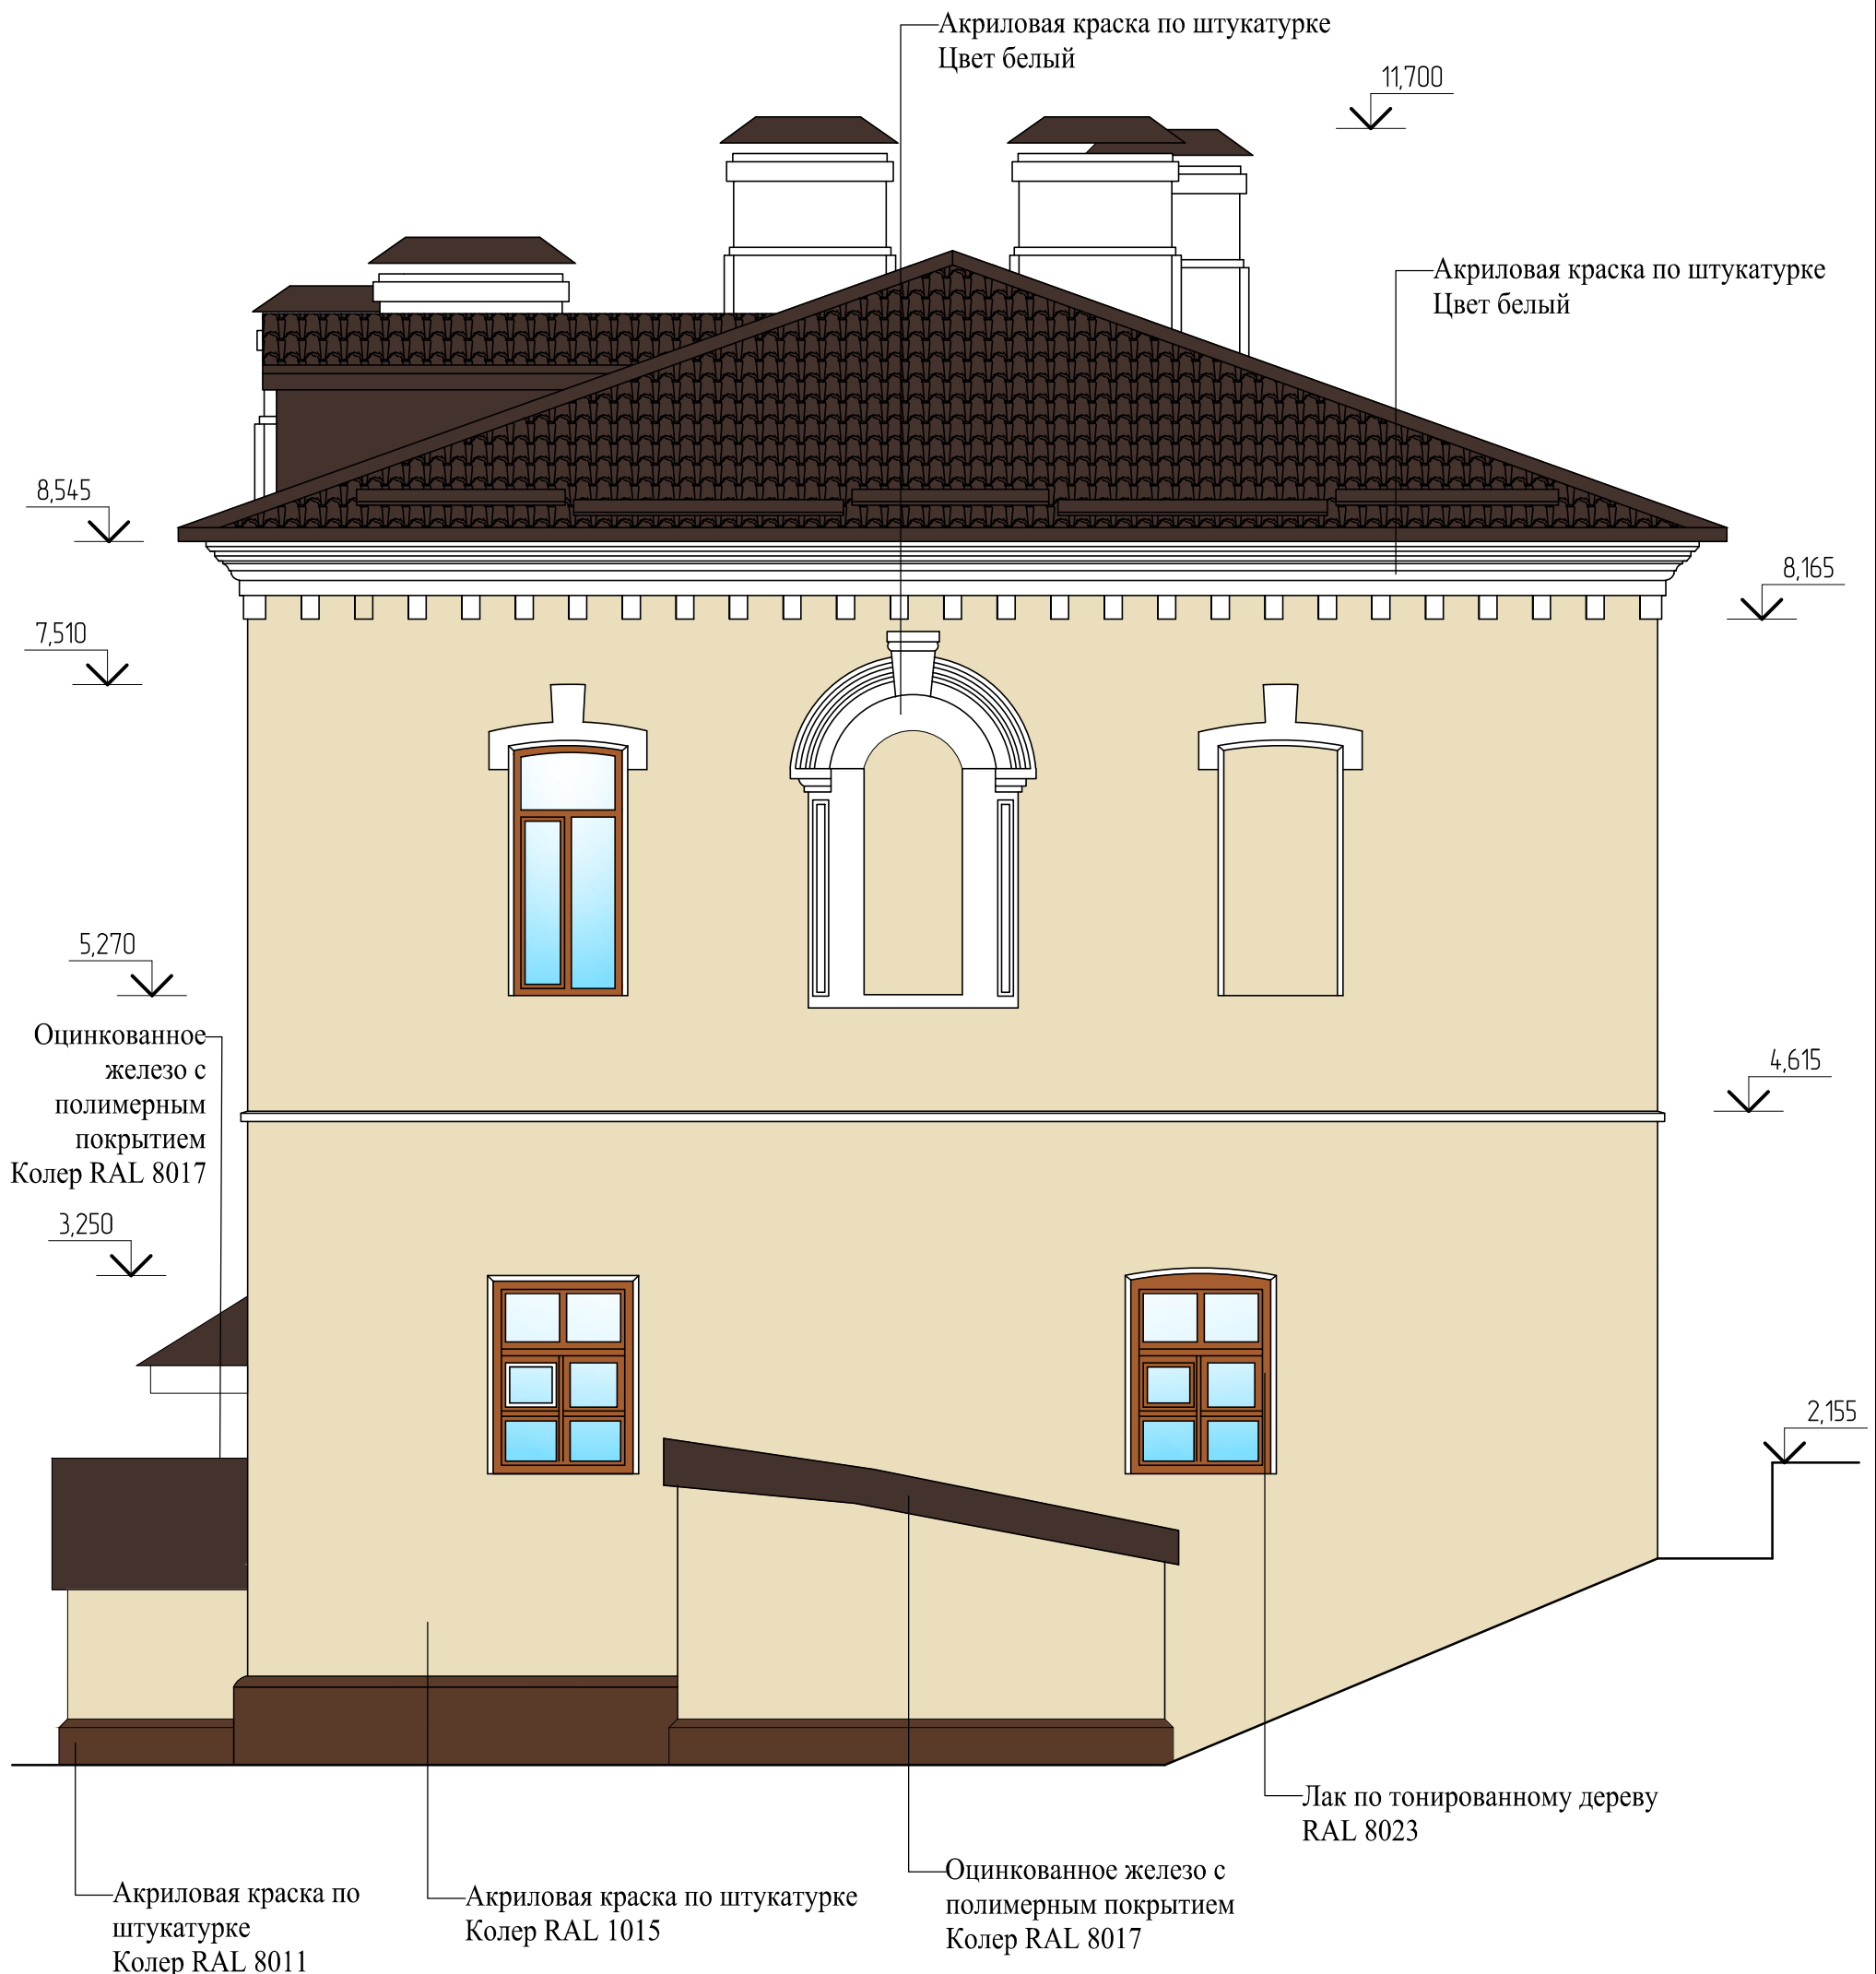 Акриловая краска по штукатурке
Цвет белый
11,700
Акриловая краска по штукатурке
Цвет белый
8,545
8,165
7,510
5,270
Оцинкованное
железо с
полимерным
покрытием
Колер RAL 8017
4,615
3,250
2,155
Лак по тонированному дереву
RAL 8023
Оцинкованное железо с
полимерным покрытием
Колер RAL 8017
Акриловая краска по штукатурке
Колер RAL 1015
Акриловая краска по
штукатурке
Колер RAL 8011